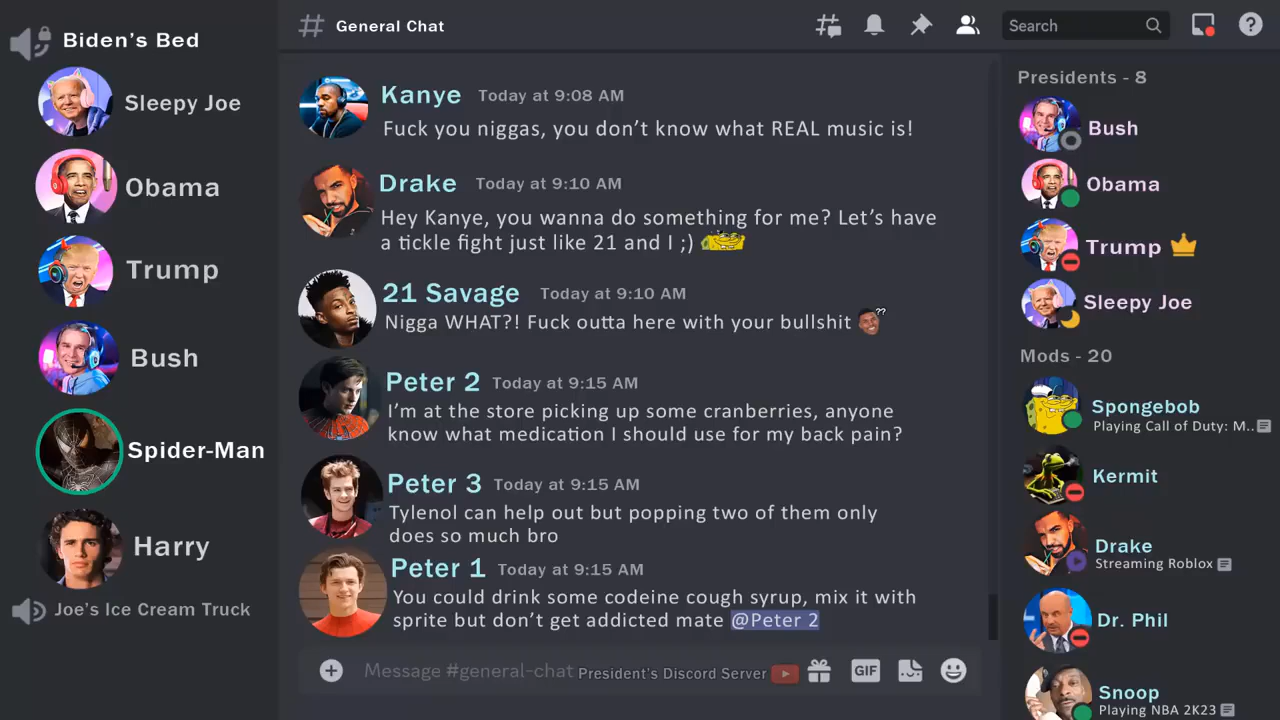 Biden's Bed
Sleepy Joe
Obama
Trump
Bush
Spider-Man
Harry
Joe's Ice Cream Truck
# General Chat
Search
Kanye Today at 9:08 AM
Fuck you niggas, you don't know what REAL music is!
Drake Today at 9:10 AM
Hey Kanye, you wanna do something for me? Let's have
a tickle fight just like 21 and I ;)
21 Savage Today at 9:10 AM
Nigga WHAT?! Fuck outta here with your bullshit
??
Peter 2 Today at 9:15 AM
I'm at the store picking up some cranberries, anyone
know what medication I should use for my back pain?
Peter 3 Today at 9:15 AM
Tylenol can help out but popping two of them only
does so much bro
Peter 1 Today at 9:15 AM
You could drink some codeine cough syrup, mix it with
sprite but don't get addicted mate @Peter 2
Message #general-chat
President's Discord Server
GIF
Presidents - 8
Bush
Obama
Trump
Sleepy Joe
Mods - 20
Spongebob
Playing Call of Duty: M..
Kermit
Drake
Streaming Roblox
Dr. Phil
Snoop
Playing NBA 2K23